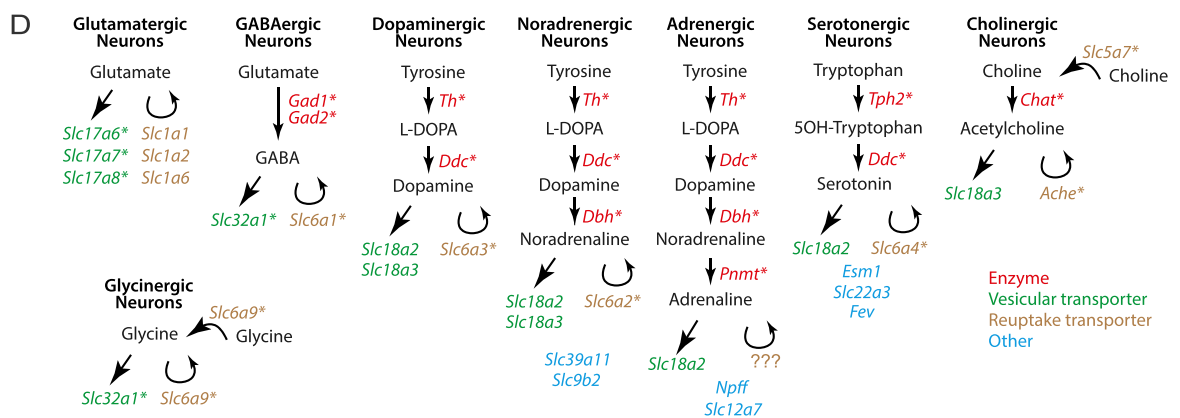 D
Glutamatergic
Neurons
Glutamate
Slc17a6* Slc1a1
Slc17a7* Slc1a2
Slc17a8* Slc1a6
GABAergic
Neurons
Glutamate
Gad1*
Gad2*
GABA
Slc32a1* Slc6a1*
Dopaminergic
Neurons
Tyrosine
Th*
L-DOPA
Ddc*
Dopamine
Slc18a2 Slc6a3*
Slc18a3
Noradrenergic
Neurons
Tyrosine
Th*
L-DOPA
Ddc*
Dopamine
Dbh*
Noradrenaline
Slc18a2 Slc6a2*
Slc18a3
Slc39a11
Slc9b2
Adrenergic
Neurons
Tyrosine
Th*
L-DOPA
Ddc*
Dopamine
Dbh*
Noradrenaline
Pnmt*
Adrenaline
Slc18a2 ???
Npff
Slc12a7
Serotonergic
Neurons
Tryptophan
Tph2*
5OH-Tryptophan
Ddc*
Serotonin
Slc18a2 Slc6a4*
Esm1
Slc22a3
Fev
Cholinergic
Neurons
Slc5a7*
Choline Choline
Chat*
Acetylcholine
Slc18a3 Ache*
Glycinergic
Neurons
Slc6a9*
Glycine Glycine
Slc32a1* Slc6a9*
Enzyme
Vesicular transporter
Reuptake transporter
Other